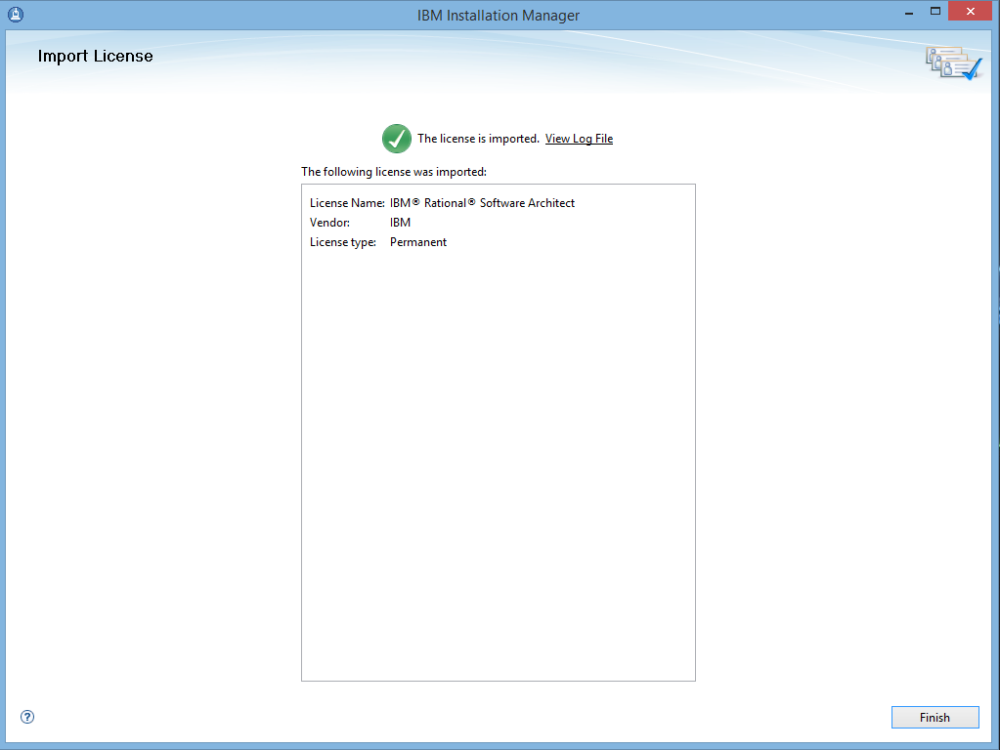 IBM Installation Manager
Import License
The license is imported. View Log File
The following license was imported:
License Name: IBM® Rational® Software Architect
Vendor: IBM
License type: Permanent
?
Finish